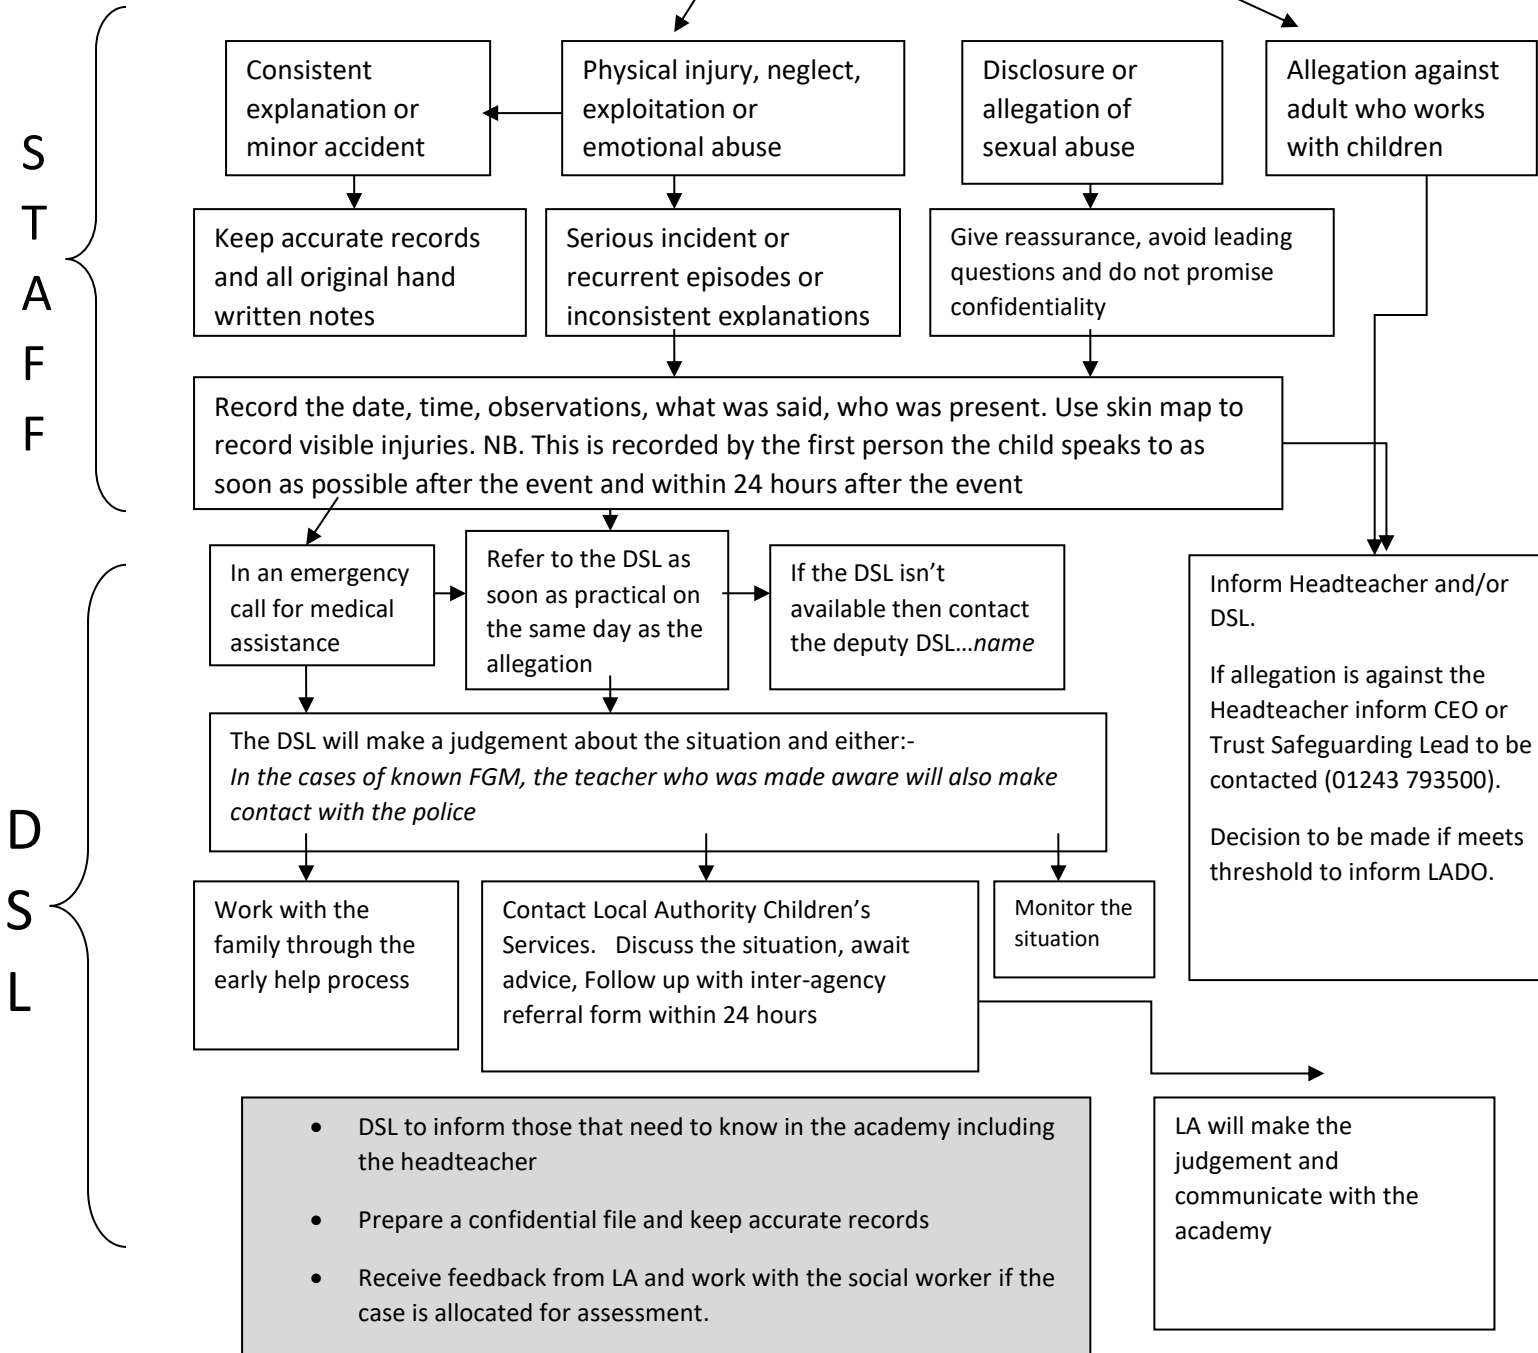 S
T
A
F
F
Consistent
explanation or
minor accident
Physical injury, neglect,
exploitation or
emotional abuse
Disclosure or
allegation of
sexual abuse
Allegation against
adult who works
with children
Keep accurate records
and all original hand
written notes
Serious incident or
recurrent episodes or
inconsistent explanations
Give reassurance, avoid leading
questions and do not promise
confidentiality
Record the date, time, observations, what was said, who was present. Use skin map to
record visible injuries. NB. This is recorded by the first person the child speaks to as
soon as possible after the event and within 24 hours after the event
D
S
L
In an emergency
call for medical
assistance
Refer to the DSL as
soon as practical on
the same day as the
allegation
If the DSL isn’t
available then contact
the deputy DSL…name
Inform Headteacher and/or
DSL.
If allegation is against the
Headteacher inform CEO or
Trust Safeguarding Lead to be
contacted (01243 793500).
Decision to be made if meets
threshold to inform LADO.
The DSL will make a judgement about the situation and either:-
In the cases of known FGM, the teacher who was made aware will also make
contact with the police
Work with the
family through the
early help process
Contact Local Authority Children’s
Services.   Discuss the situation, await
advice, Follow up with inter-agency
referral form within 24 hours
Monitor the
situation
• DSL to inform those that need to know in the academy including
the headteacher
• Prepare a confidential file and keep accurate records
• Receive feedback from LA and work with the social worker if the
case is allocated for assessment.
LA will make the
judgement and
communicate with the
academy